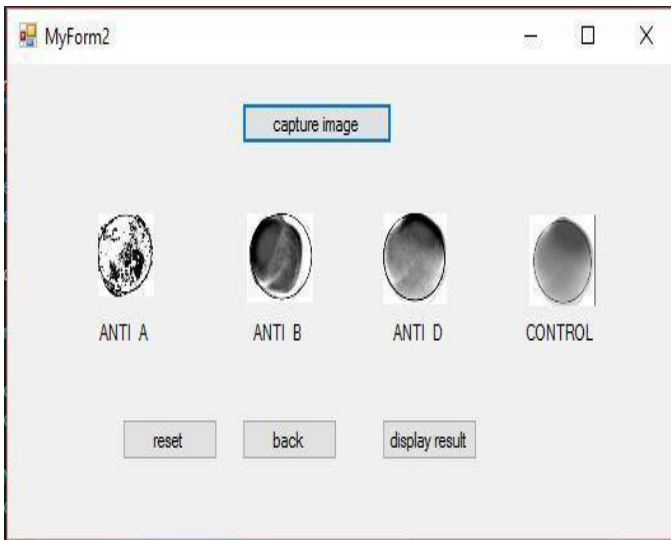 MyForm2
capture image
ANTI A ANTI B ANTI D CONTROL
reset back display result